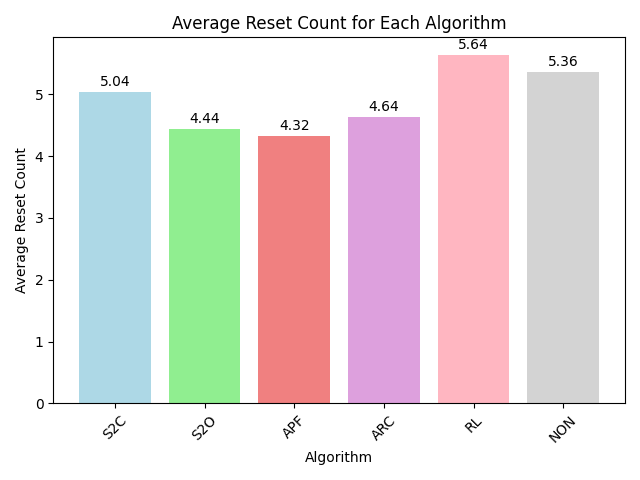 Average Reset Count for Each Algorithm
5.64
5.36
5.04
4.64
4.44
4.32
5
4
3
2
1
0
Average Reset Count
S2C
S2O
APF
ARC
RL
NON
Algorithm